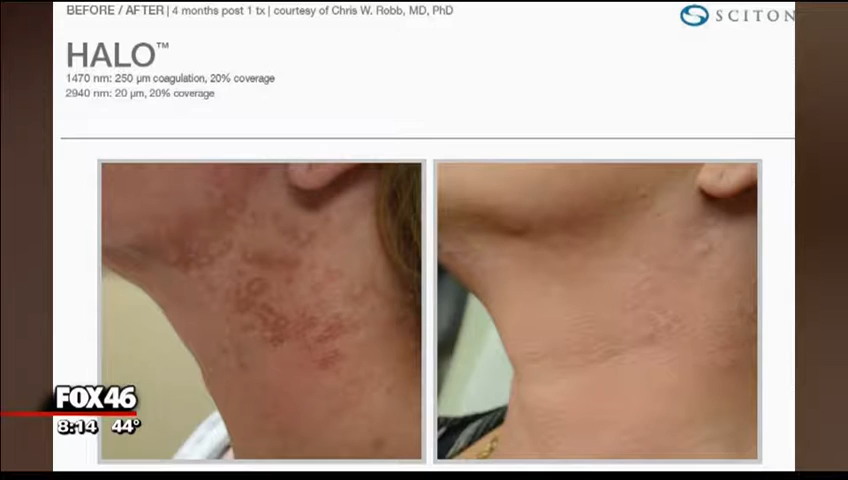 BEFORE / AFTER | 4 months post 1 tx | courtesy of Chris W. Robb, MD, PhD
SCITON
HALO™
1470 nm: 250 µm coagulation, 20% coverage
2940 nm: 20 µm, 20% coverage
FOX46
8:14 44°